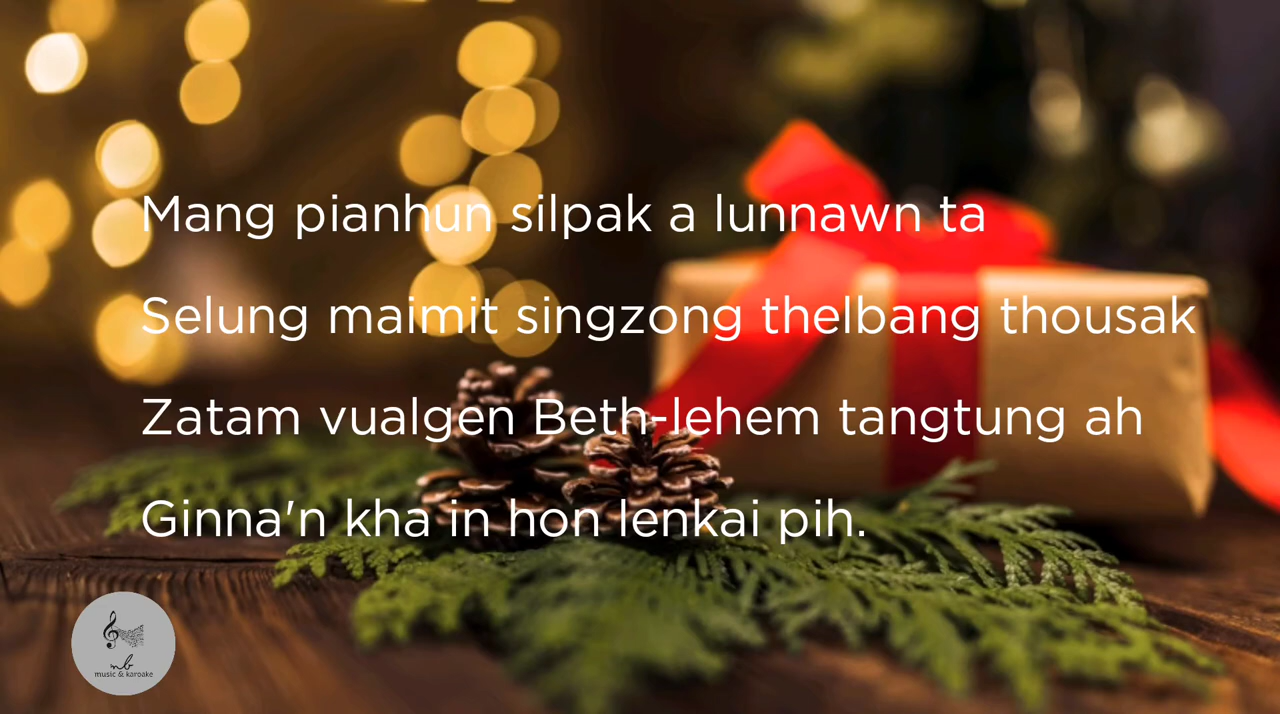 Mang pianhun silpak a lunnawn ta
Selung maimit singzong thelbang thousak
Zatam vualgen Beth-lehem tangtung ah
Ginna'n kha in hon lenkai pih.
nb
music & karoake